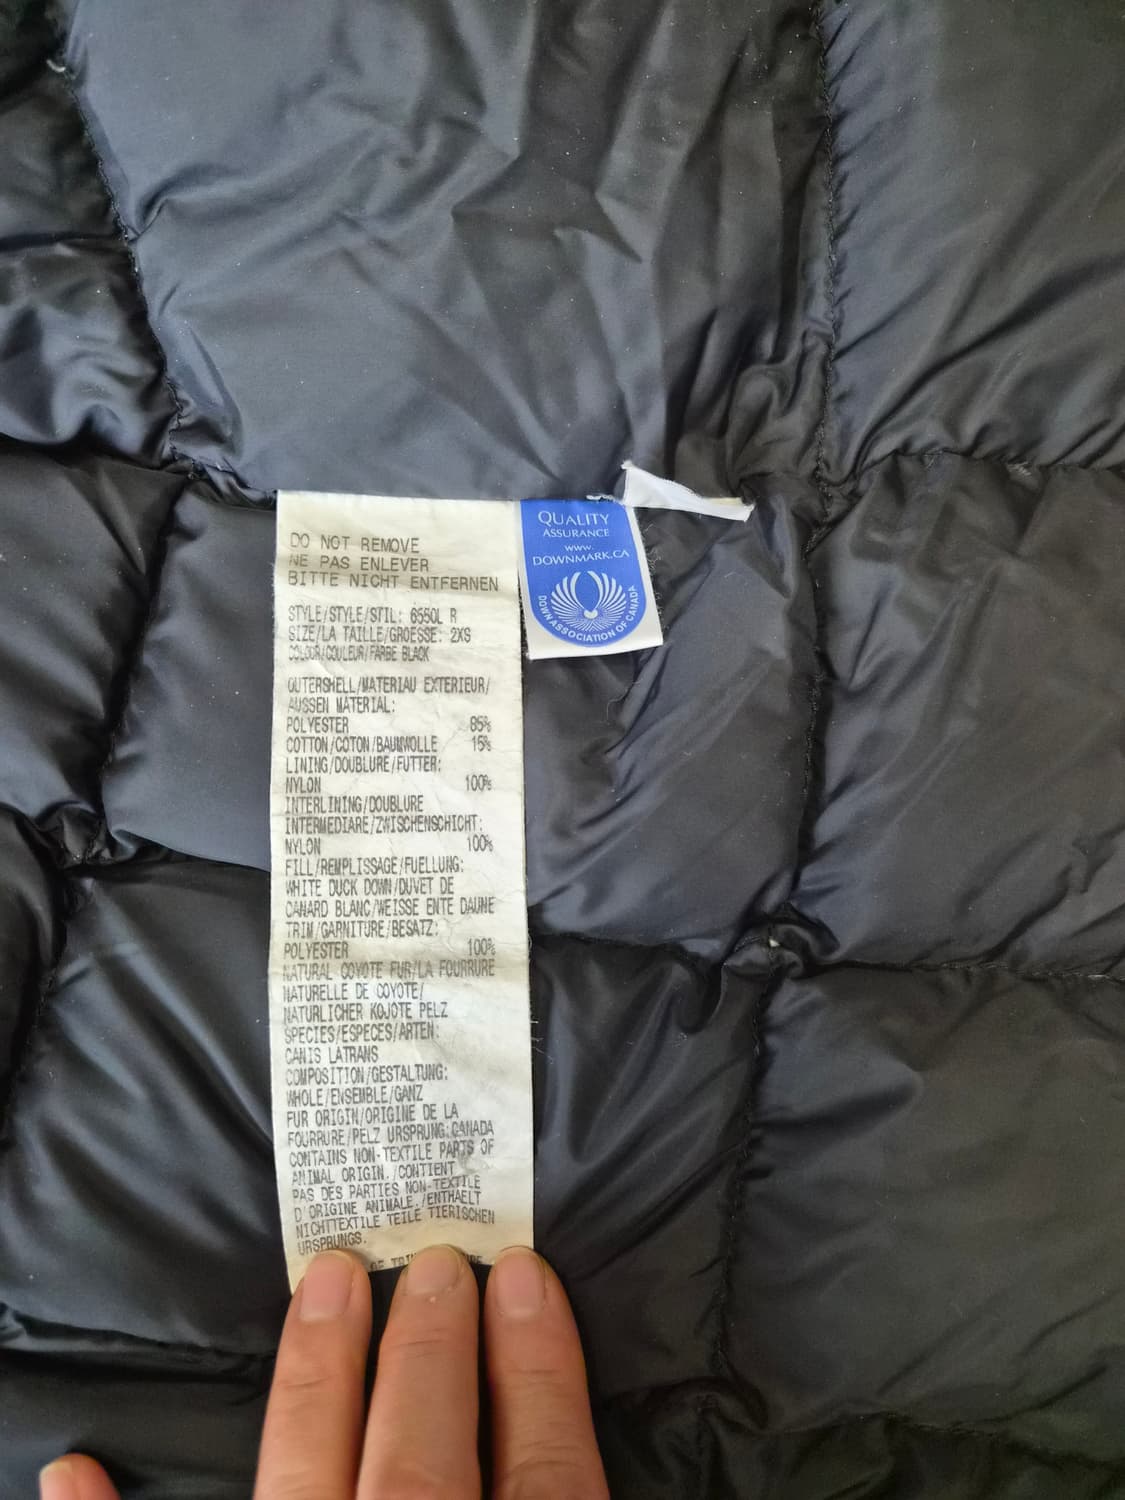 DO NOT REMOVE
NE PAS ENLEVER
BITTE NICHT ENTFERNEN
STYLE/STYLE/STIL: 6550L R
SIZE/LA TAILLE/GROESSE: 2XS
COLOUR/COULEUR/FARBE BLACK
OUTERSHELL/MATERIAU EXTERIEUR/
AUSSEN MATERIAL:
POLYESTER 85%
COTTON/COTON/BAUMWOLLE 15%
LINING/DOUBLURE/FUTTER:
NYLON 100%
INTERLINING/DOUBLURE
INTERMEDIARE/ZWISCHENSCHICHT:
NYLON 100%
FILL/REMPLISSAGE/FUELLUNG:
WHITE DUCK DOWN/DUVET DE
CANARD BLANC/WEISSE ENTE DAUNE
TRIM/GARNITURE/BESATZ:
POLYESTER 100%
NATURAL COYOTE FUR/LA FOURRURE
NATURELLE DE COYOTE/
NATURLICHER KOJOTE PELZ
SPECIES/ESPECES/ARTEN:
CANIS LATRANS
COMPOSITION/GESTALTUNG:
WHOLE/ENSEMBLE/GANZ
FUR ORIGIN/ORIGINE DE LA
FOURRURE/PELZ URSPRUNG:CANADA
CONTAINS NON-TEXTILE PARTS OF
ANIMAL ORIGIN./CONTIENT
PAS DES PARTIES NON-TEXTILE
D'ORIGINE ANIMALE./ENTHAELT
NICHTTEXTILE TEILE TIERISCHEN
URSPRUNGS.
QUALITY
ASSURANCE
www.
DOWNMARK.CA
DOWN ASSOCIATION OF CANADA